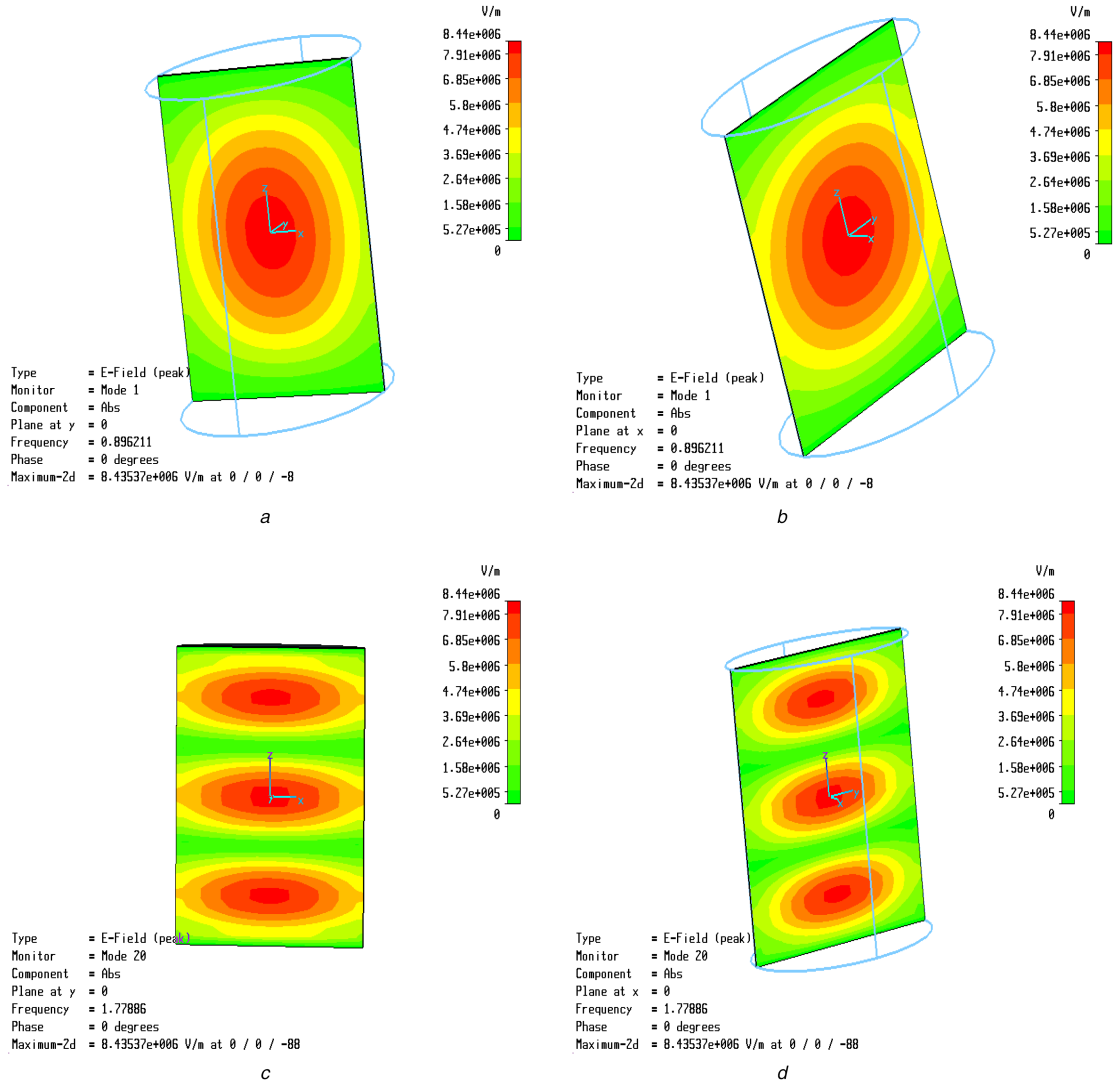 V/m
8.44e+006
7.91e+006
6.85e+006
5.8e+006
4.74e+006
3.69e+006
2.64e+006
1.58e+006
5.27e+005
0
z
y
x
Type = E-Field (peak)
Monitor = Mode 1
Component = Abs
Plane at y = 0
Frequency = 0.896211
Phase = 0 degrees
Maximum-2d = 8.43537e+006 V/m at 0 / 0 / -8
a
V/m
8.44e+006
7.91e+006
6.85e+006
5.8e+006
4.74e+006
3.69e+006
2.64e+006
1.58e+006
5.27e+005
0
z
y
x
Type = E-Field (peak)
Monitor = Mode 1
Component = Abs
Plane at x = 0
Frequency = 0.896211
Phase = 0 degrees
Maximum-2d = 8.43537e+006 V/m at 0 / 0 / -8
b
V/m
8.44e+006
7.91e+006
6.85e+006
5.8e+006
4.74e+006
3.69e+006
2.64e+006
1.58e+006
5.27e+005
0
z
y x
Type = E-Field (peak)
Monitor = Mode 20
Component = Abs
Plane at y = 0
Frequency = 1.77886
Phase = 0 degrees
Maximum-2d = 8.43537e+006 V/m at 0 / 0 / -88
c
V/m
8.44e+006
7.91e+006
6.85e+006
5.8e+006
4.74e+006
3.69e+006
2.64e+006
1.58e+006
5.27e+005
0
z
y
x
Type = E-Field (peak)
Monitor = Mode 20
Component = Abs
Plane at x = 0
Frequency = 1.77886
Phase = 0 degrees
Maximum-2d = 8.43537e+006 V/m at 0 / 0 / -88
d